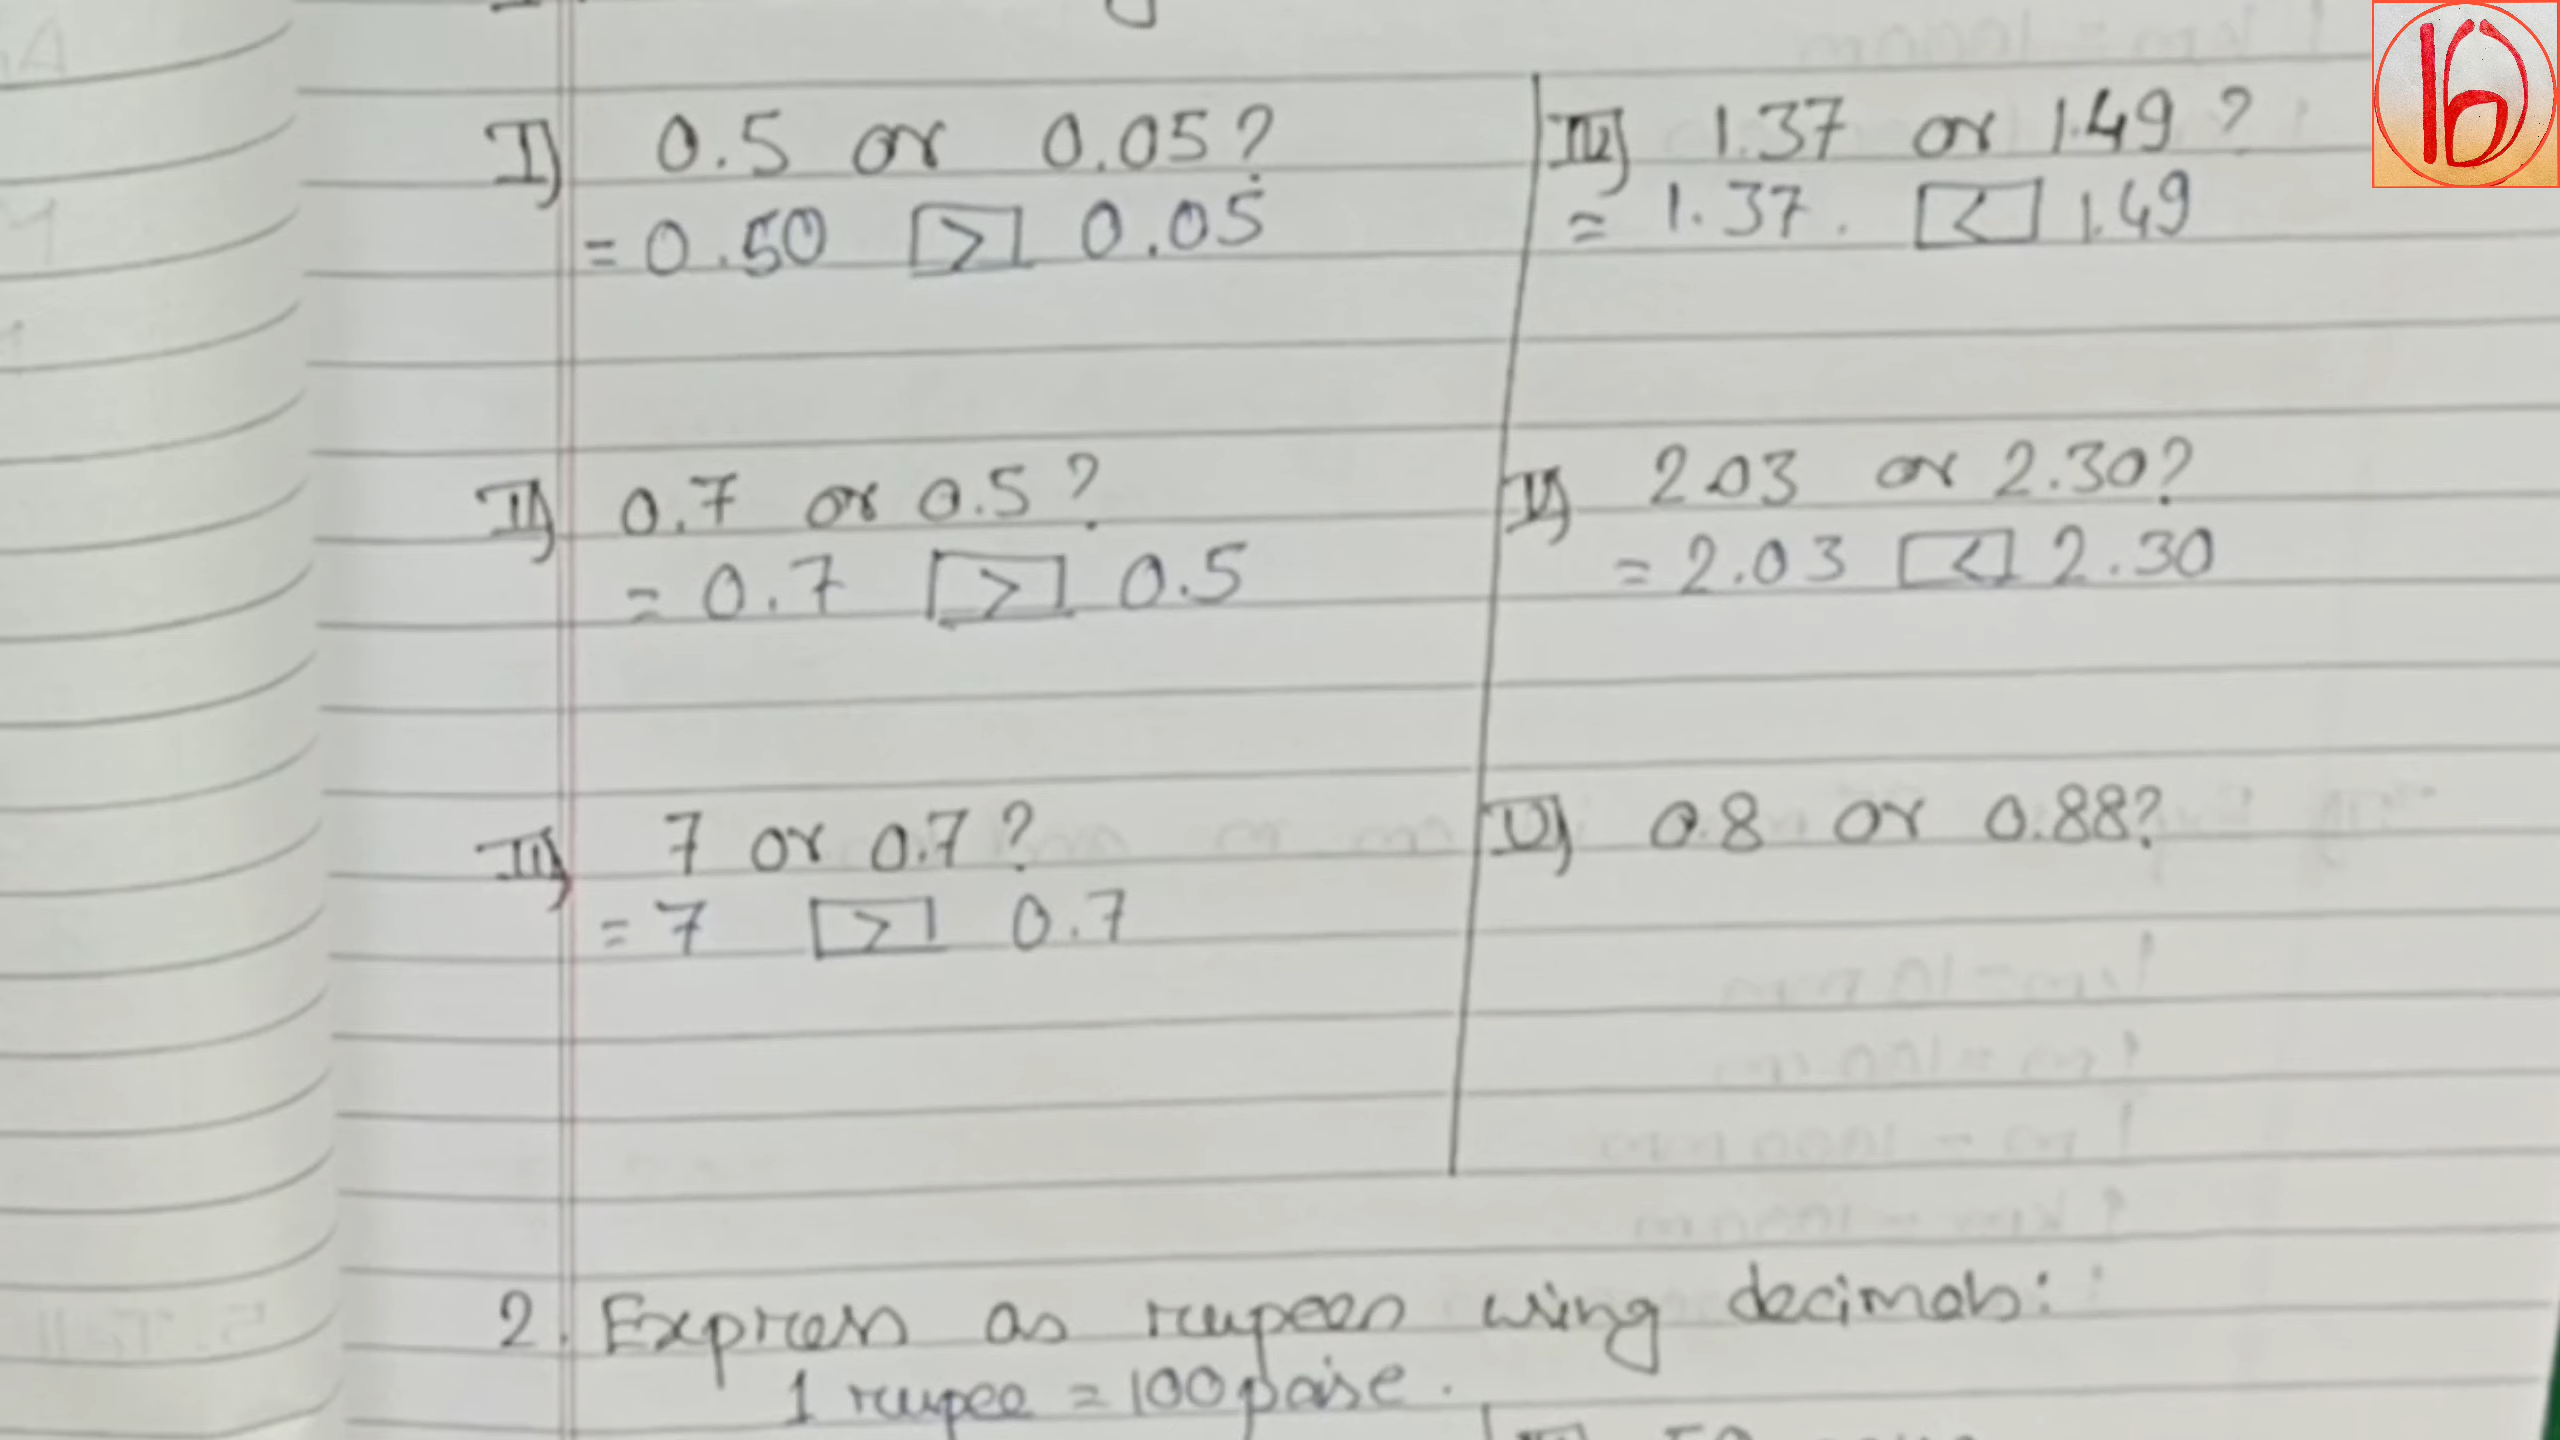 I) 0.5 or 0.05?
= 0.50 > 0.05
II) 0.7 or 0.5?
= 0.7 > 0.5
III) 7 or 0.7?
= 7 > 0.7
IV) 1.37 or 1.49?
= 1.37. < 1.49
V) 2.03 or 2.30?
= 2.03 < 2.30
VI) 0.8 or 0.88?
2. Express as rupees using decimals:
1 rupee = 100 paise.